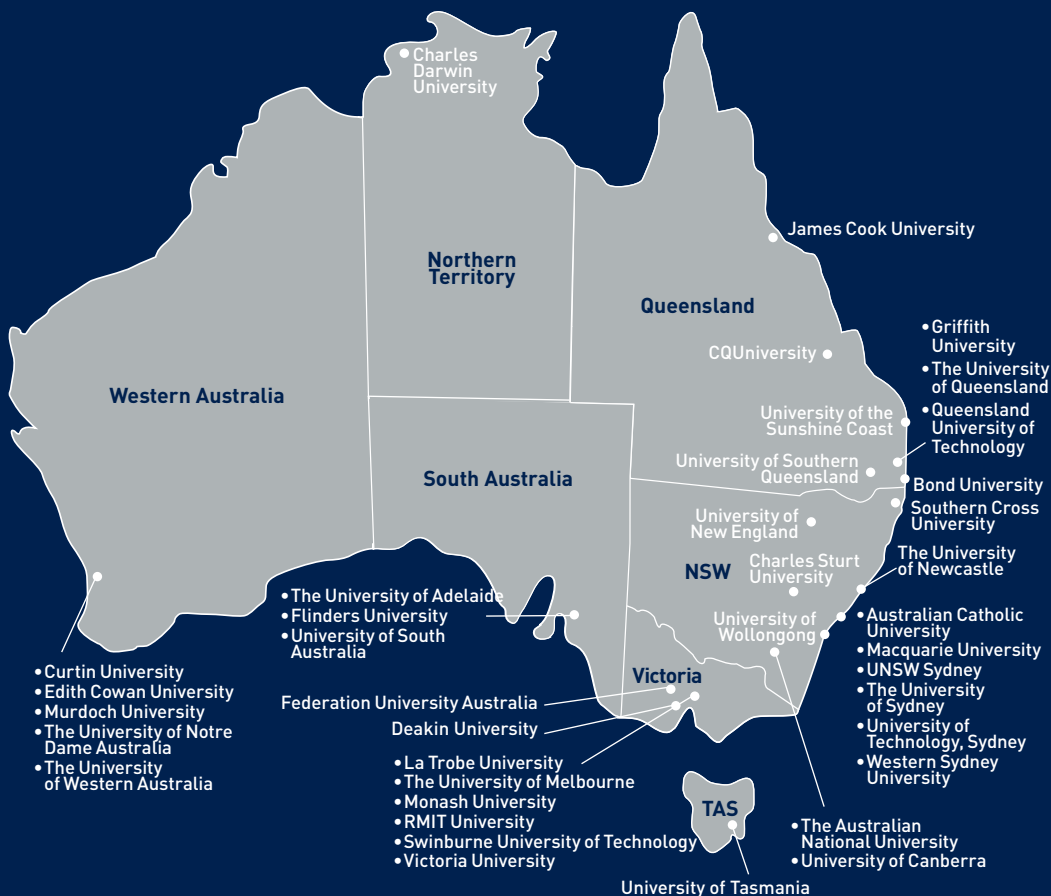 Charles
Darwin
University
James Cook University
Northern
Territory
Queensland
CQUniversity
• Griffith
University
• The University
of Queensland
• Queensland
University of
Technology
Western Australia
University of the
Sunshine Coast
South Australia
University of Southern
Queensland
Bond University
Southern Cross
University
University of
New England
The University
of Newcastle
NSW
Charles Sturt
University
• The University of Adelaide
• Flinders University
• University of South
Australia
University of
Wollongong
• Australian Catholic
University
• Macquarie University
• UNSW Sydney
• The University
of Sydney
• University of
Technology, Sydney
• Western Sydney
University
• Curtin University
• Edith Cowan University
• Murdoch University
• The University of Notre
Dame Australia
• The University
of Western Australia
Victoria
Federation University Australia
Deakin University
• La Trobe University
• The University of Melbourne
• Monash University
• RMIT University
• Swinburne University of Technology
• Victoria University
TAS
• The Australian
National University
• University of Canberra
University of Tasmania